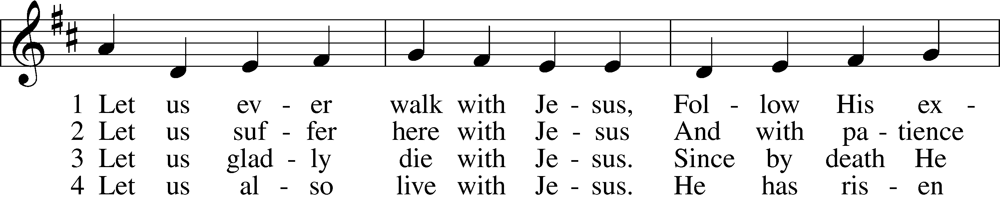 1 Let us ev - er walk with Je - sus, Fol - low His ex -
2 Let us suf - fer here with Je - sus And with pa - tience
3 Let us glad - ly die with Je - sus. Since by death He
4 Let us al - so live with Je - sus. He has ris - en